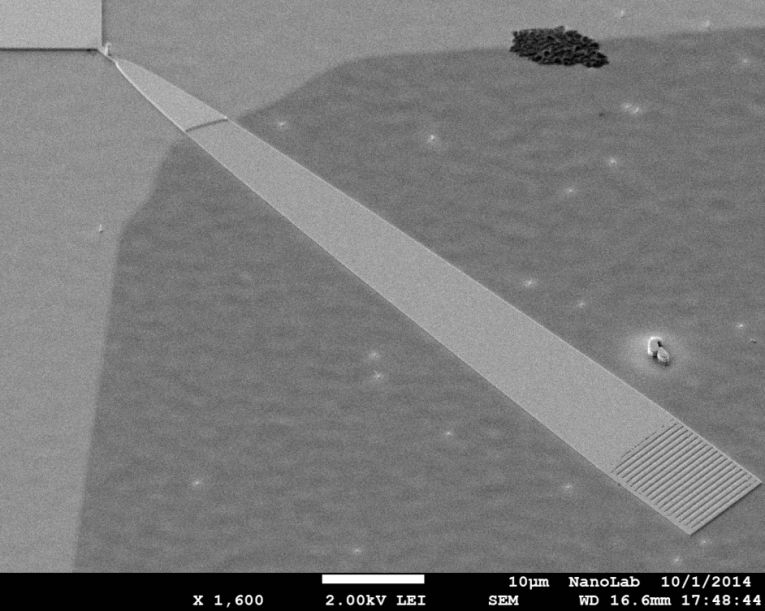 10μm NanoLab 10/1/2014
X 1,600 2.00kV LEI SEM WD 16.6mm 17:48:44